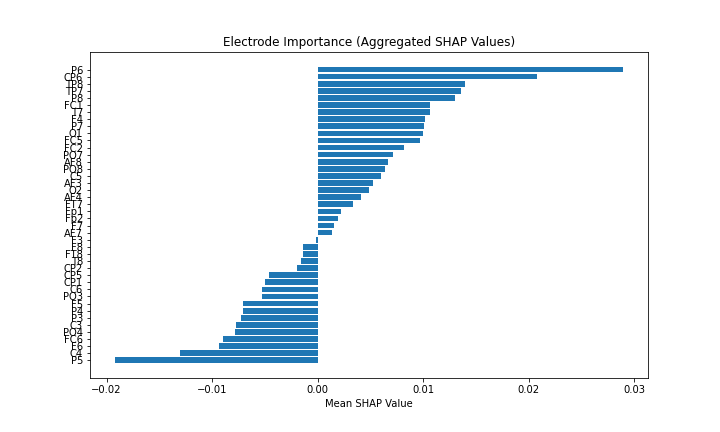 Electrode Importance (Aggregated SHAP Values)
P6
CP6
TP8
TP7
P8
FC1
T7
F4
P7
O1
FC5
FC2
PO7
AF8
PO8
C5
AF3
O2
AF4
FT7
Fp1
Fp2
F7
AF7
F3
F8
FT8
T8
CP2
CP5
CP1
C6
PO3
F5
P4
P3
C3
PO4
FC6
F6
C4
P5
−0.02 −0.01 0.00 0.01 0.02 0.03
Mean SHAP Value